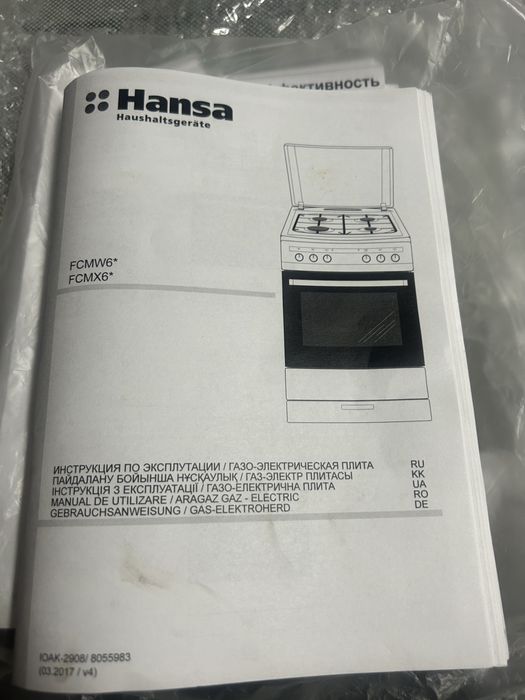 ективность
Hansa
Haushaltsgeräte
FCMW6*
FCMX6*
ИНСТРУКЦИЯ ПО ЭКСПЛУТАЦИИ / ГАЗО-ЭЛЕКТРИЧЕСКАЯ ПЛИТА RU
ПАЙДАЛАНУ БОЙЫНША НҰСҚАУЛЫҚ / ГАЗ-ЭЛЕКТР ПЛИТАСЫ KK
ІНСТРУКЦІЯ З ЕКСПЛУАТАЦІЇ / ГАЗО-ЕЛЕКТРИЧНА ПЛИТА UA
MANUAL DE UTILIZARE / ARAGAZ GAZ - ELECTRIC RO
GEBRAUCHSANWEISUNG / GAS-ELEKTROHERD DE
IOAK-2908/ 8055983
(03.2017 / v4)